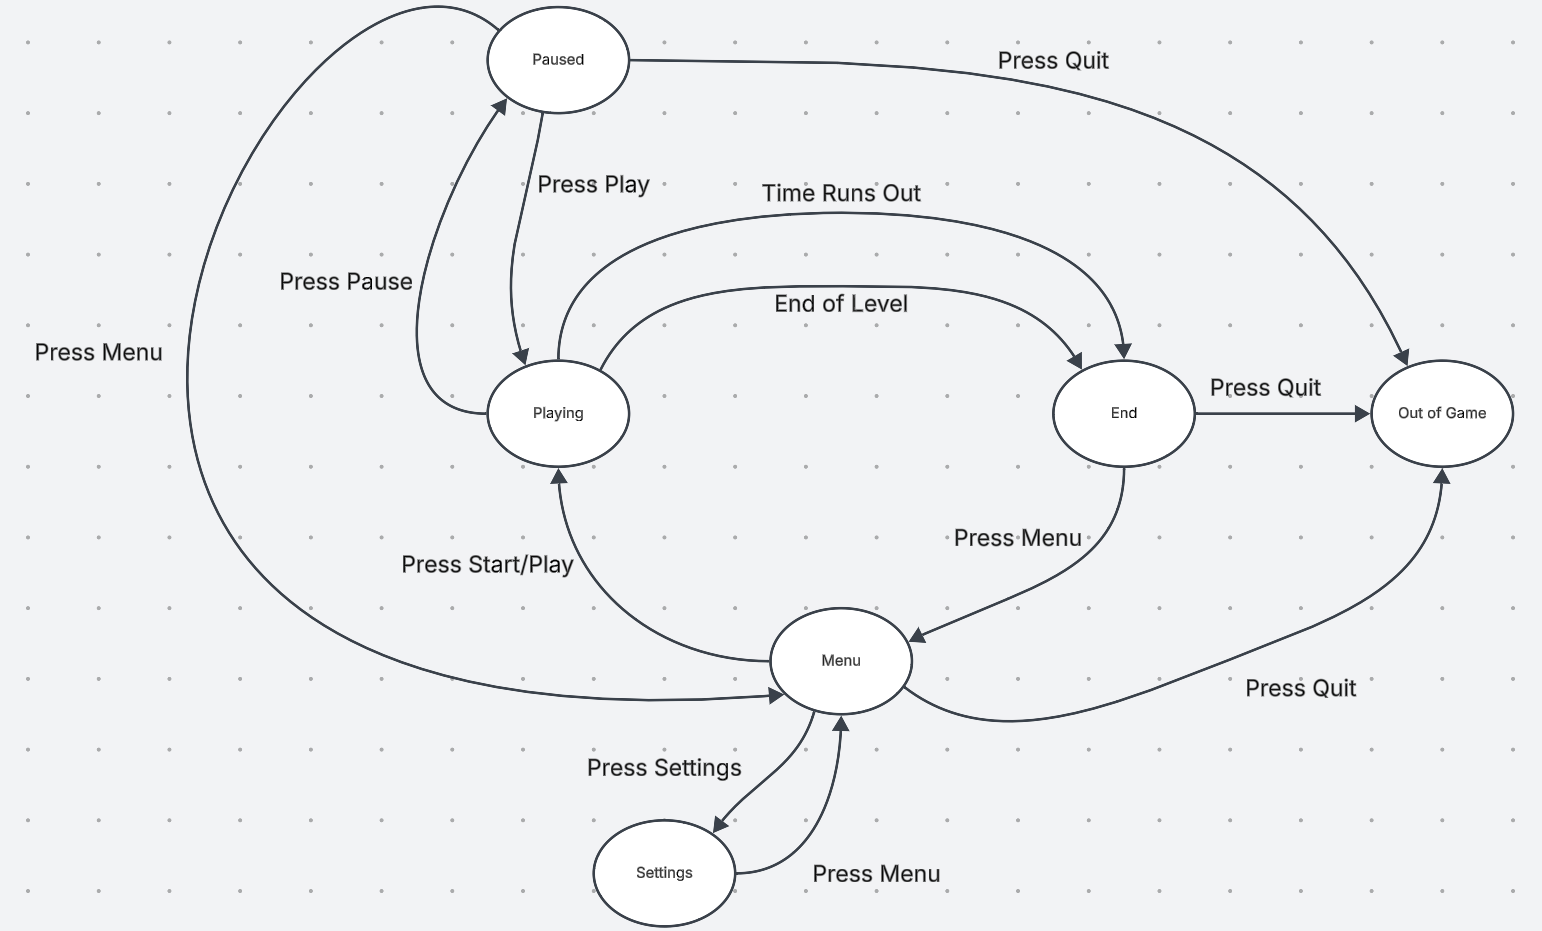 Paused
Press Quit
Press Play
Time Runs Out
Press Pause
End of Level
Press Menu
Playing
End
Press Quit
Out of Game
Press Menu
Press Start/Play
Menu
Press Quit
Press Settings
Settings
Press Menu